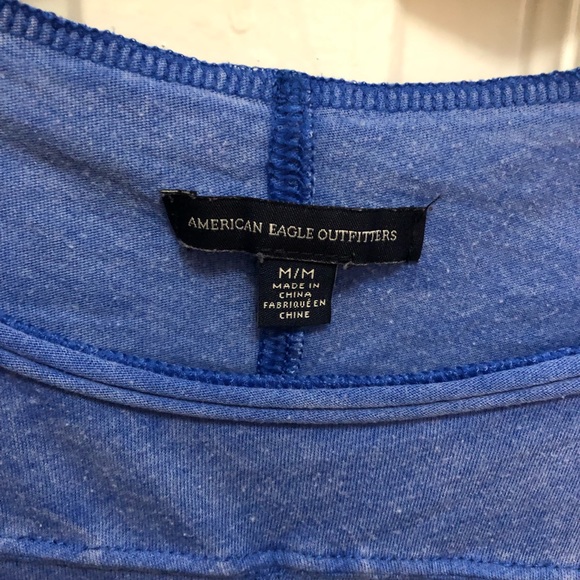 AMERICAN EAGLE OUTFITTERS
M/M
MADE IN
CHINA
FABRIQUÉ EN
CHINE